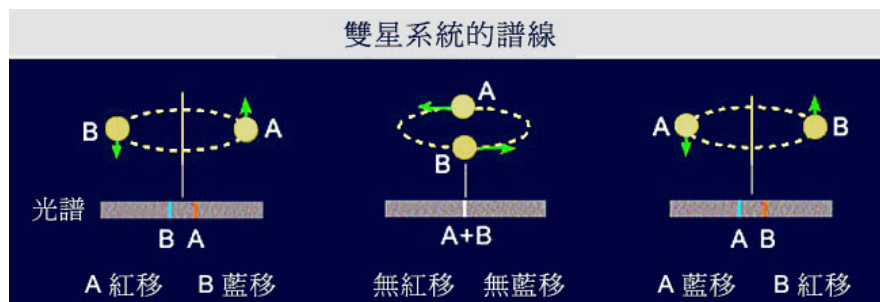 雙星系統的譜線
B A
A
B
A B
光譜
B A
A+B
A B
A 紅移 B 藍移
無紅移 無藍移
A 藍移 B 紅移